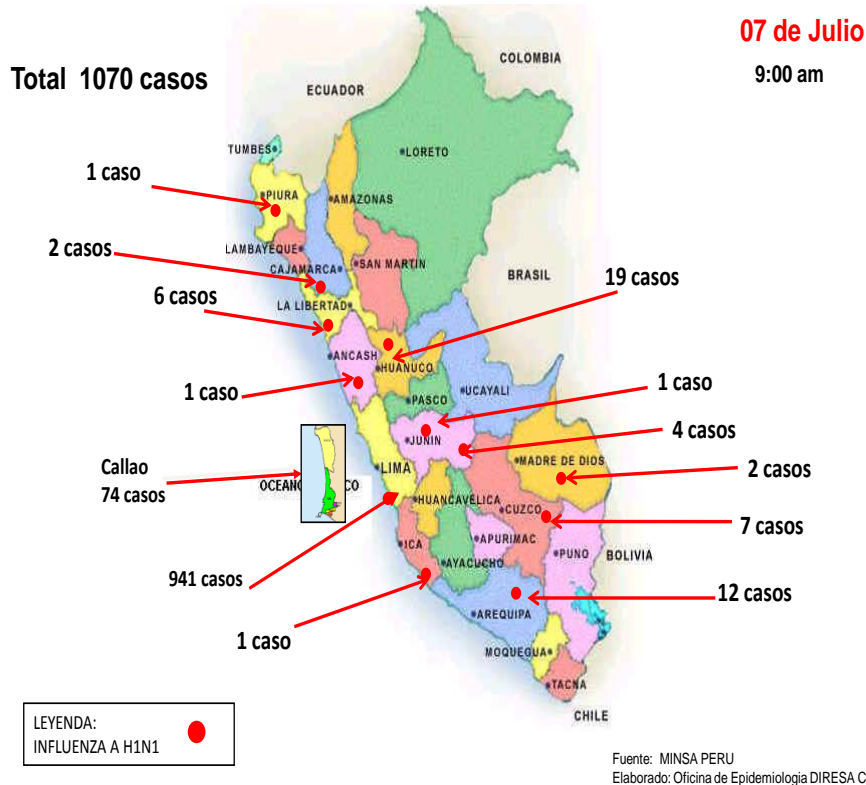 07 de Julio
9:00 am
Total 1070 casos
COLOMBIA
ECUADOR
TUMBES
LORETO
1 caso
PIURA
AMAZONAS
2 casos
LAMBAYEQUE
CAJAMARCA
SAN MARTIN
BRASIL
19 casos
6 casos
LA LIBERTAD
ANCASH
HUANUCO
1 caso
PASCO
UCAYALI
1 caso
JUNIN
4 casos
Callao
74 casos
LIMA
MADRE DE DIOS
2 casos
HUANCAVELICA
CUZCO
7 casos
ICA
APURIMAC
AYACUCHO
PUNO
BOLIVIA
941 casos
12 casos
1 caso
AREQUIPA
MOQUEGUA
TACNA
CHILE
LEYENDA:
INFLUENZA A H1N1
Fuente: MINSA PERU
Elaborado: Oficina de Epidemiologia DIRESA C